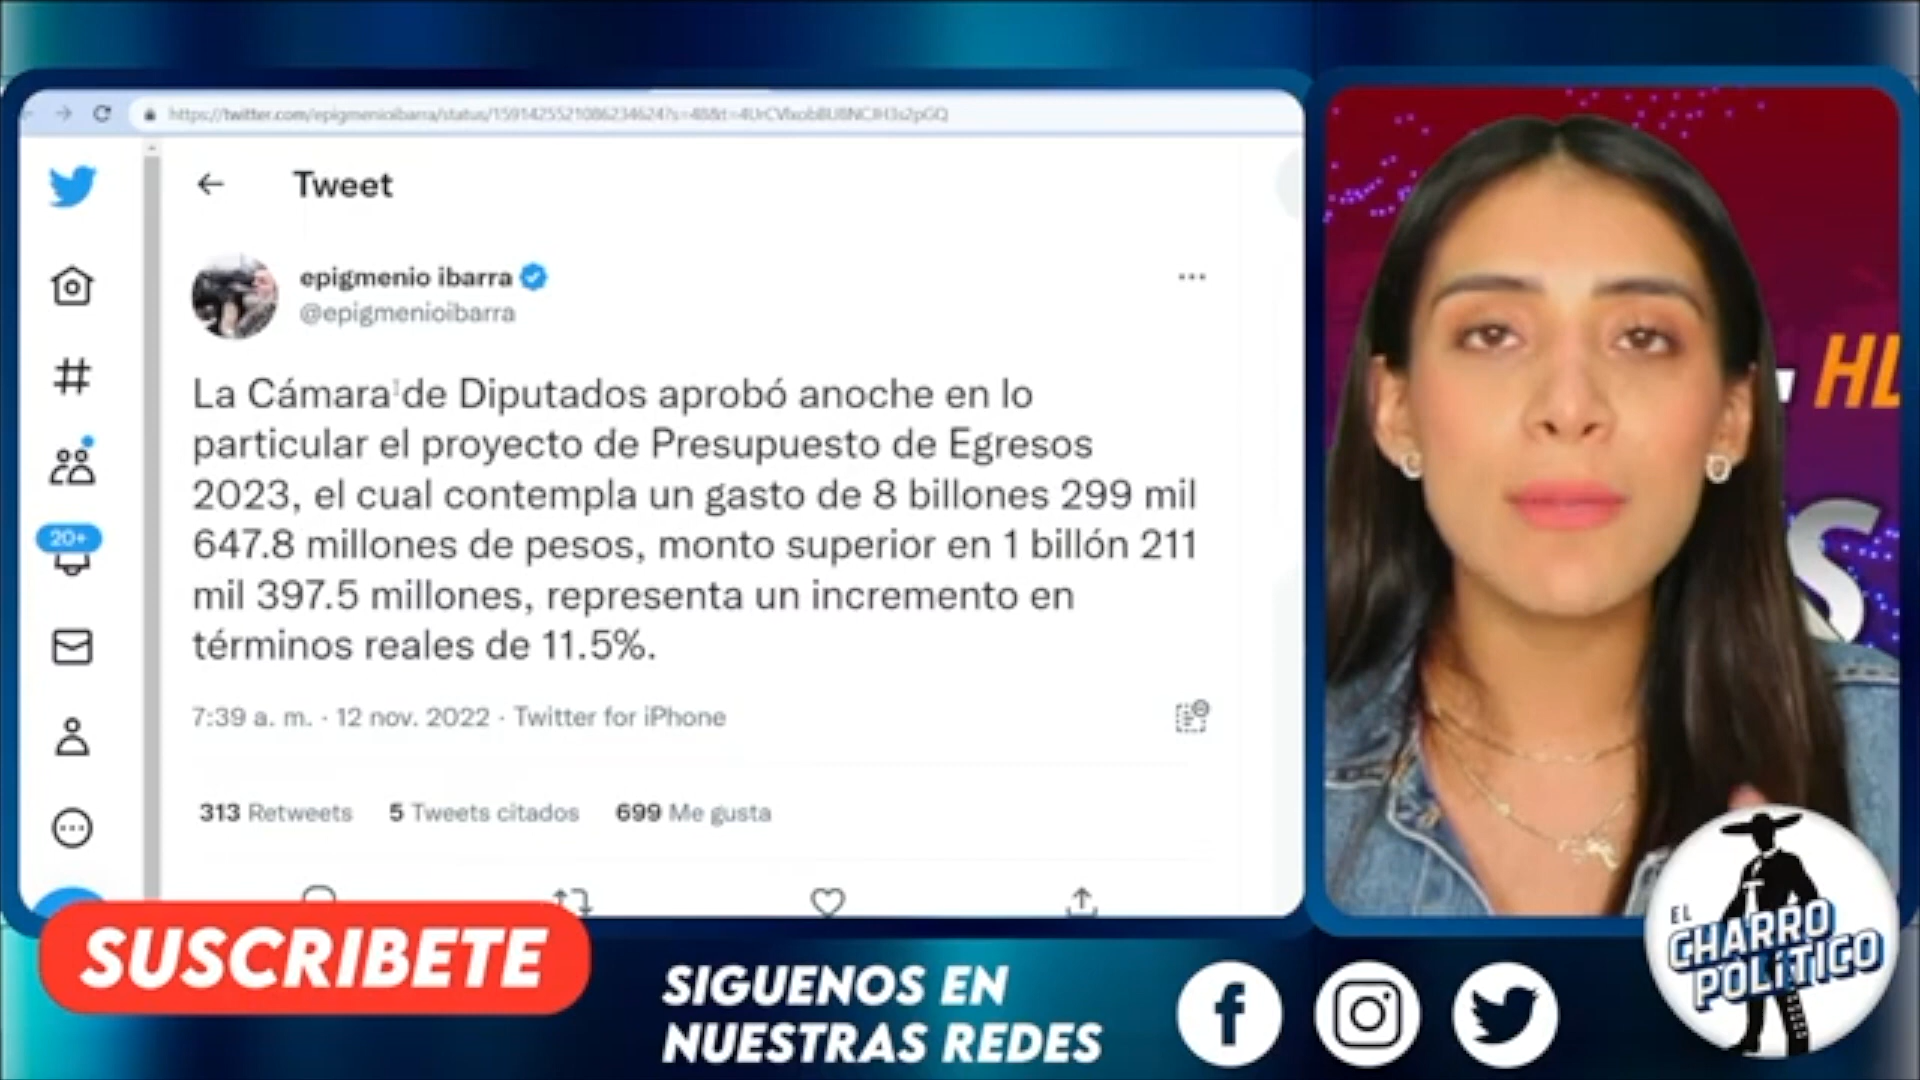 Tweet
epigmenio ibarra
@epigmenioibarra
La Cámara de Diputados aprobó anoche en lo
particular el proyecto de Presupuesto de Egresos
2023, el cual contempla un gasto de 8 billones 299 mil
647.8 millones de pesos, monto superior en 1 billón 211
mil 397.5 millones, representa un incremento en
términos reales de 11.5%.
7:39 a. m. · 12 nov. 2022 · Twitter for iPhone
313 Retweets 5 Tweets citados 699 Me gusta
20+
HL
S
SUSCRIBETE
SIGUENOS EN
NUESTRAS REDES
EL
CHARRO
POLÍTICO